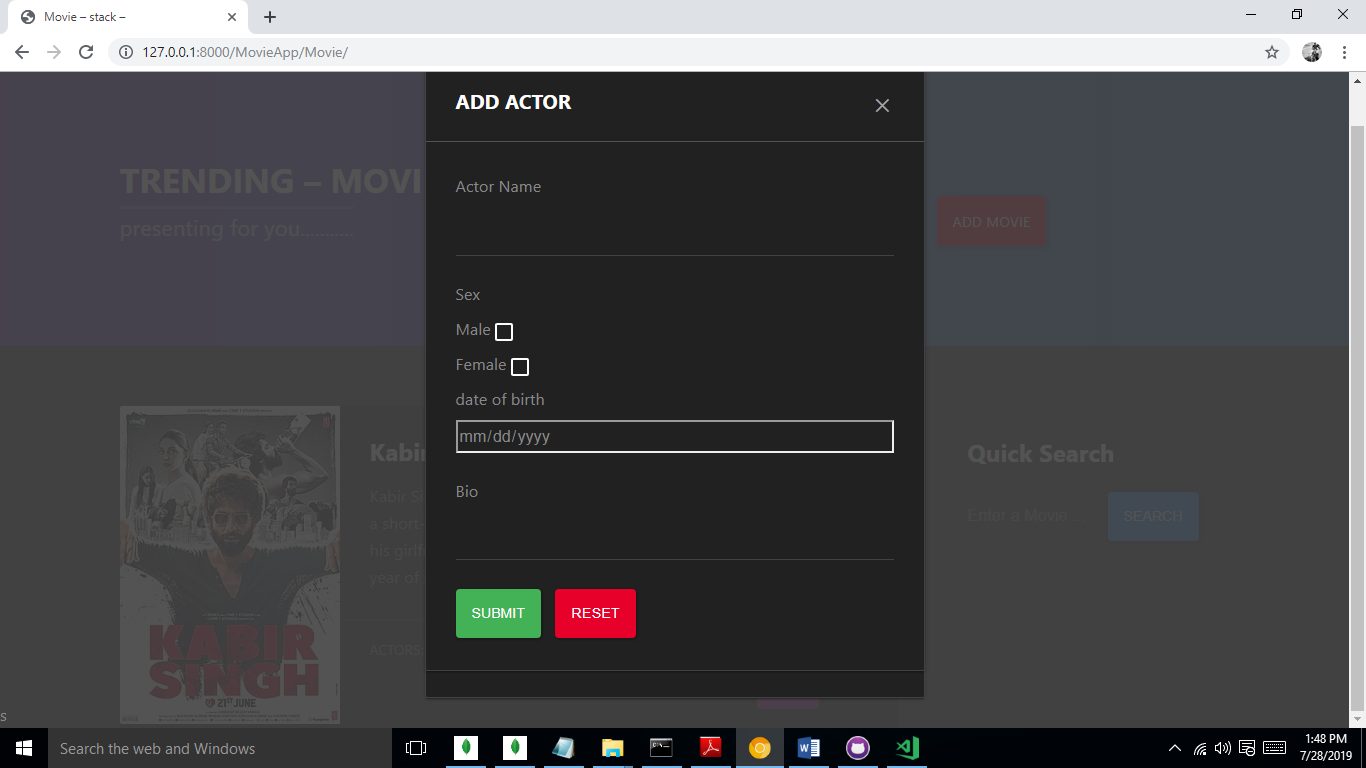 Movie – stack –
127.0.0.1:8000/MovieApp/Movie/
ADD ACTOR
TRENDING – MOVI
presenting for you...........
ADD MOVIE
Actor Name
Sex
Male
Female
date of birth
mm/dd/yyyy
Bio
SUBMIT RESET
Kabir
Kabir Si
a short-
his girlf
year of
ACTORS:
Quick Search
Enter a Movie...
SEARCH
KABIR
SINGH
21ST JUNE
s
Search the web and Windows
1:48 PM
7/28/2019